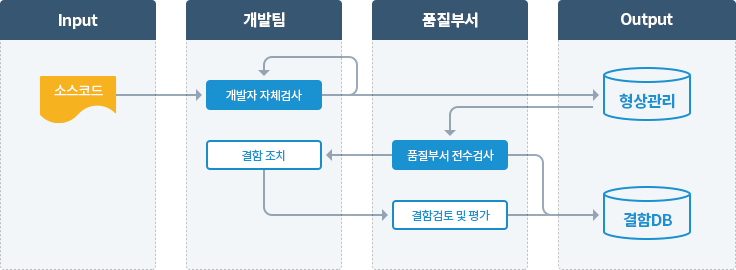 Input
개발팀
품질부서
Output
소스코드
개발자 자체검사
형상관리
결함 조치
품질부서 전수검사
결함검토 및 평가
결함DB